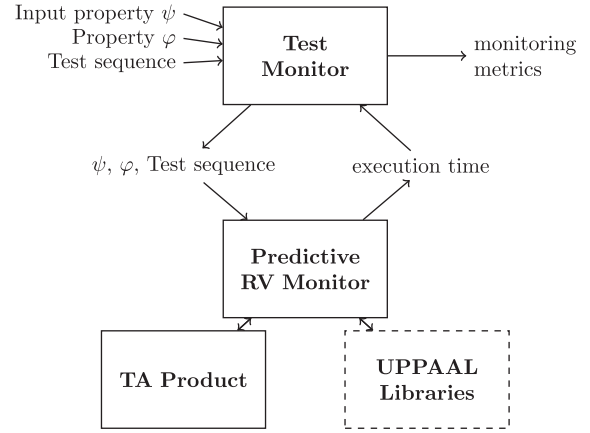 Input property ψ
Property φ
Test sequence
Test
Monitor
monitoring
metrics
ψ, φ, Test sequence
execution time
Predictive
RV Monitor
TA Product
UPPAAL
Libraries